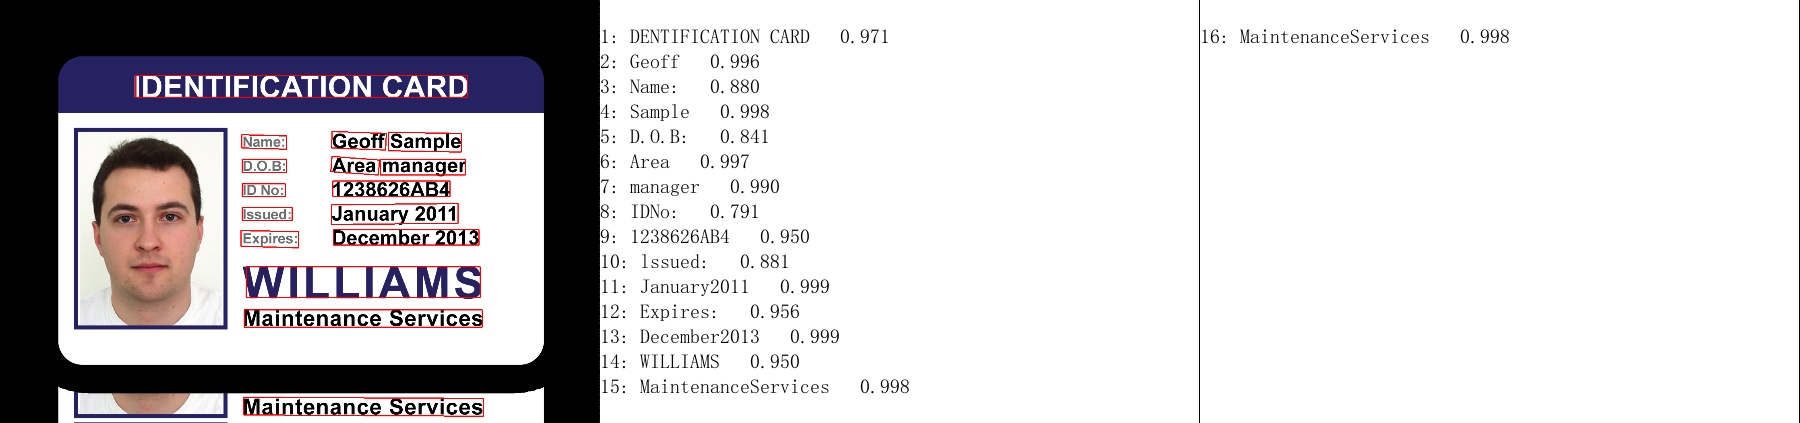 IDENTIFICATION CARD
Name: Geoff Sample
D.O.B: Area manager
ID No: 1238626AB4
Issued: January 2011
Expires: December 2013
WILLIAMS
Maintenance Services
Maintenance Services
1: DENTIFICATION CARD 0.971
2: Geoff 0.996
3: Name: 0.880
4: Sample 0.998
5: D.O.B: 0.841
6: Area 0.997
7: manager 0.990
8: IDNo: 0.791
9: 1238626AB4 0.950
10: lssued: 0.881
11: January2011 0.999
12: Expires: 0.956
13: December2013 0.999
14: WILLIAMS 0.950
15: MaintenanceServices 0.998
16: MaintenanceServices 0.998